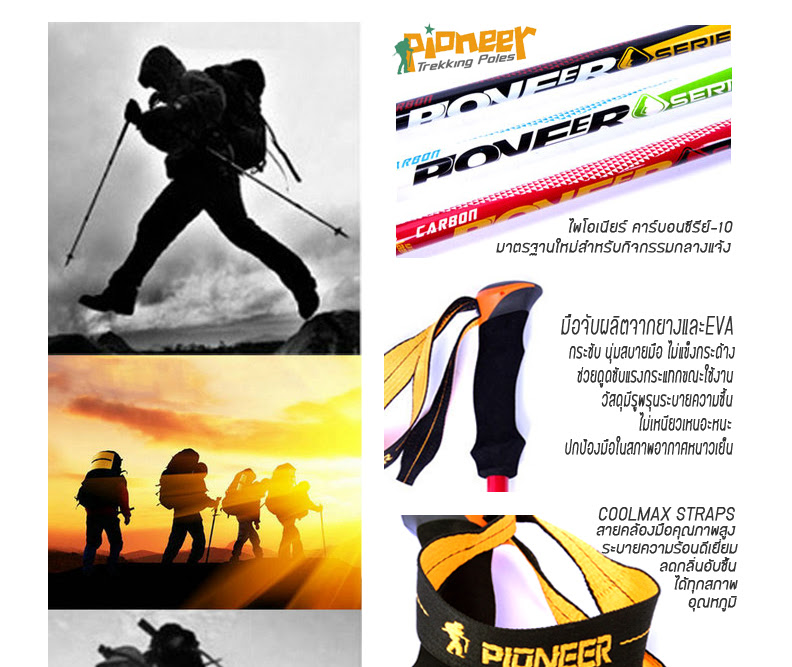 Pioneer
Trekking Poles
CARBON PIONEER SERIE
CARBON PIONEER SERIE
CARBON PIONEER
ไพโอเนียร์ คาร์บอนซีรีย์-10
มาตรฐานใหม่สำหรับกิจกรรมกลางแจ้ง
มือจับผลิตจากยางและEVA
กระชับ นุ่มสบายมือ ไม่แข็งกระด้าง
ช่วยดูดซับแรงกระแทกขณะใช้งาน
วัสดุมีรูพรุนระบายความชื้น
ไม่เหนียวเหนอะหนะ
ปกป้องมือในสภาพอากาศหนาวเย็น
COOLMAX STRAPS
สายคล้องมือคุณภาพสูง
ระบายความร้อนดีเยี่ยม
ลดกลิ่นอับชื้น
ได้ทุกสภาพ
อุณหภูมิ
PIONEER